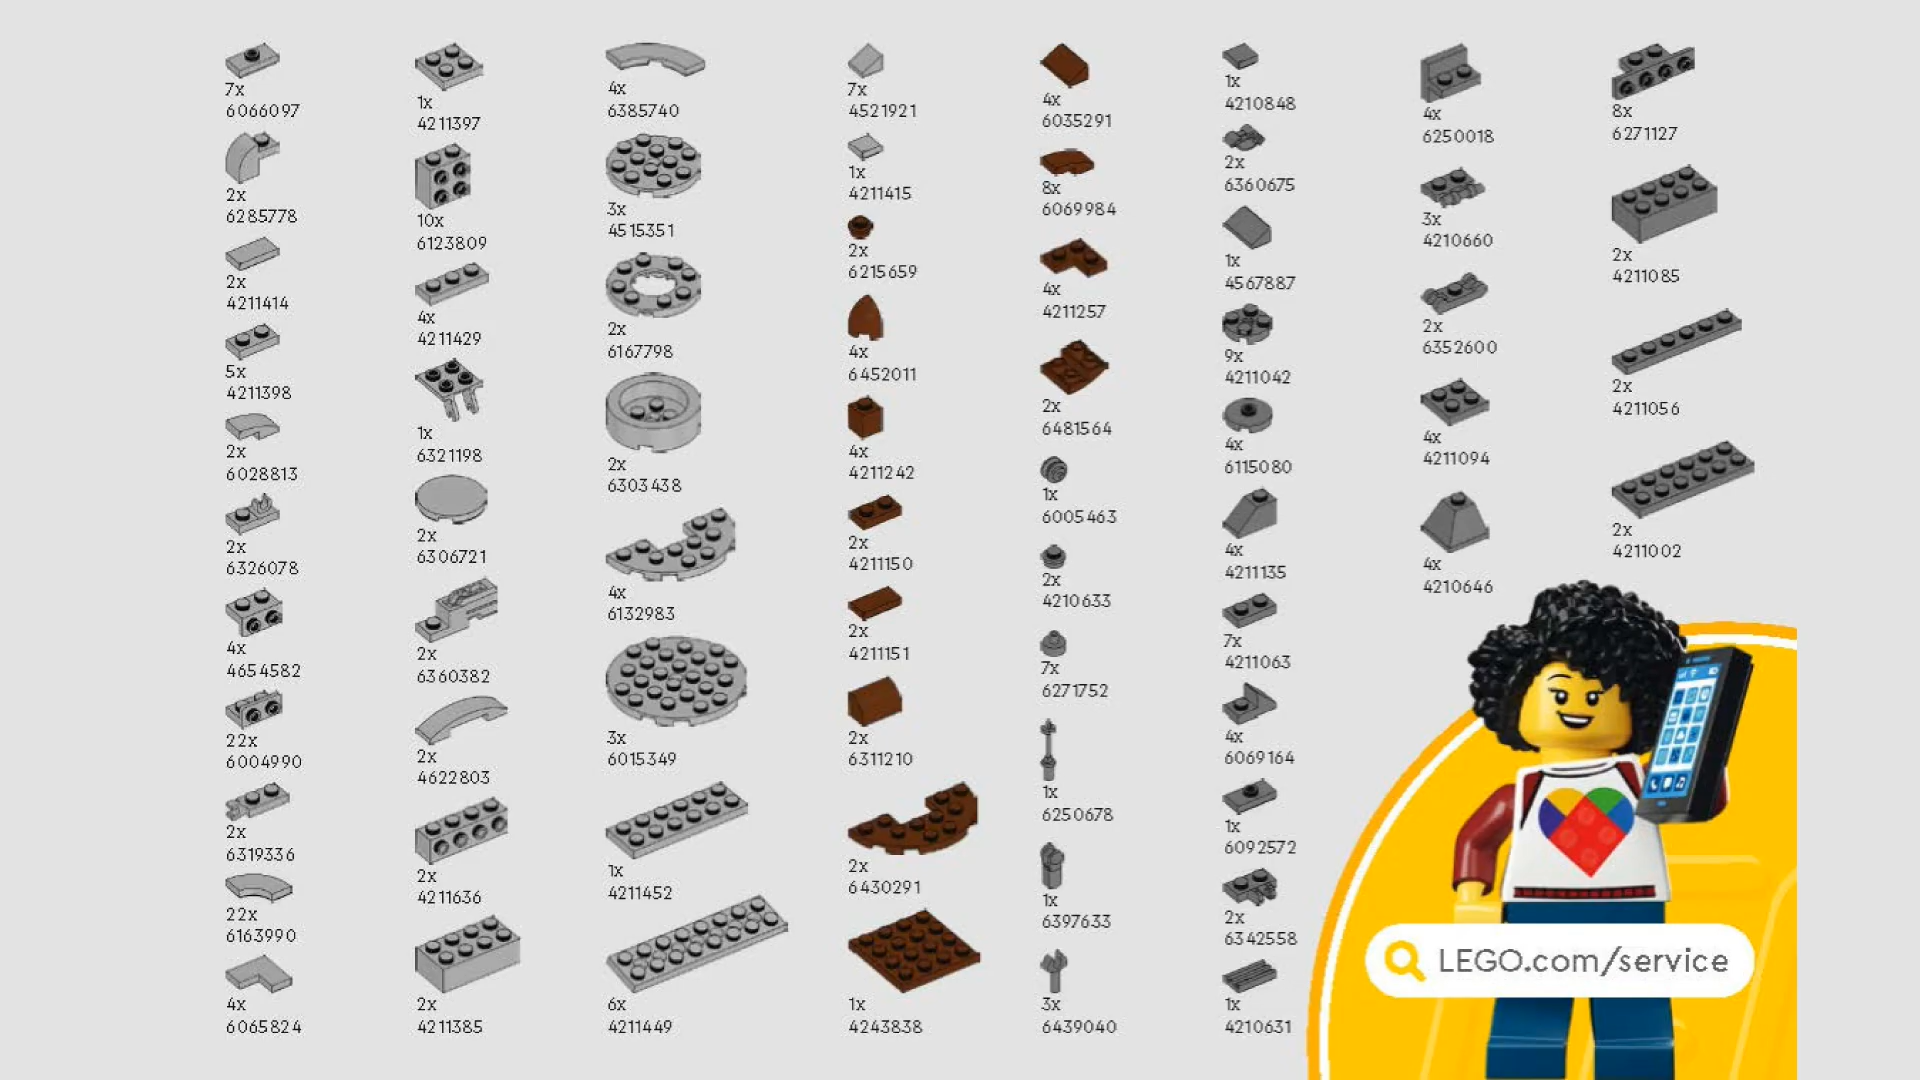 7x
6066097
2x
6285778
2x
4211414
5x
4211398
2x
6028813
2x
6326078
4x
4654582
22x
6004990
2x
6319336
22x
6163990
4x
6065824
1x
4211397
10x
6123809
4x
4211429
1x
6321198
2x
6306721
2x
6360382
2x
4622803
2x
4211636
2x
4211385
4x
6385740
3x
4515351
2x
6167798
2x
6303438
4x
6132983
3x
6015349
1x
4211452
6x
4211449
7x
4521921
1x
4211415
2x
6215659
4x
6452011
4x
4211242
2x
4211150
2x
4211151
2x
6311210
2x
6430291
1x
4243838
4x
6035291
8x
6069984
4x
4211257
2x
6481564
1x
6005463
2x
4210633
7x
6271752
1x
6250678
1x
6397633
3x
6439040
1x
4210848
2x
6360675
1x
4567887
9x
4211042
4x
6115080
4x
4211135
7x
4211063
4x
6069164
1x
6092572
2x
6342558
1x
4210631
4x
6250018
3x
4210660
2x
6352600
4x
4211094
4x
4210646
8x
6271127
2x
4211085
2x
4211056
2x
4211002
LEGO.com/service